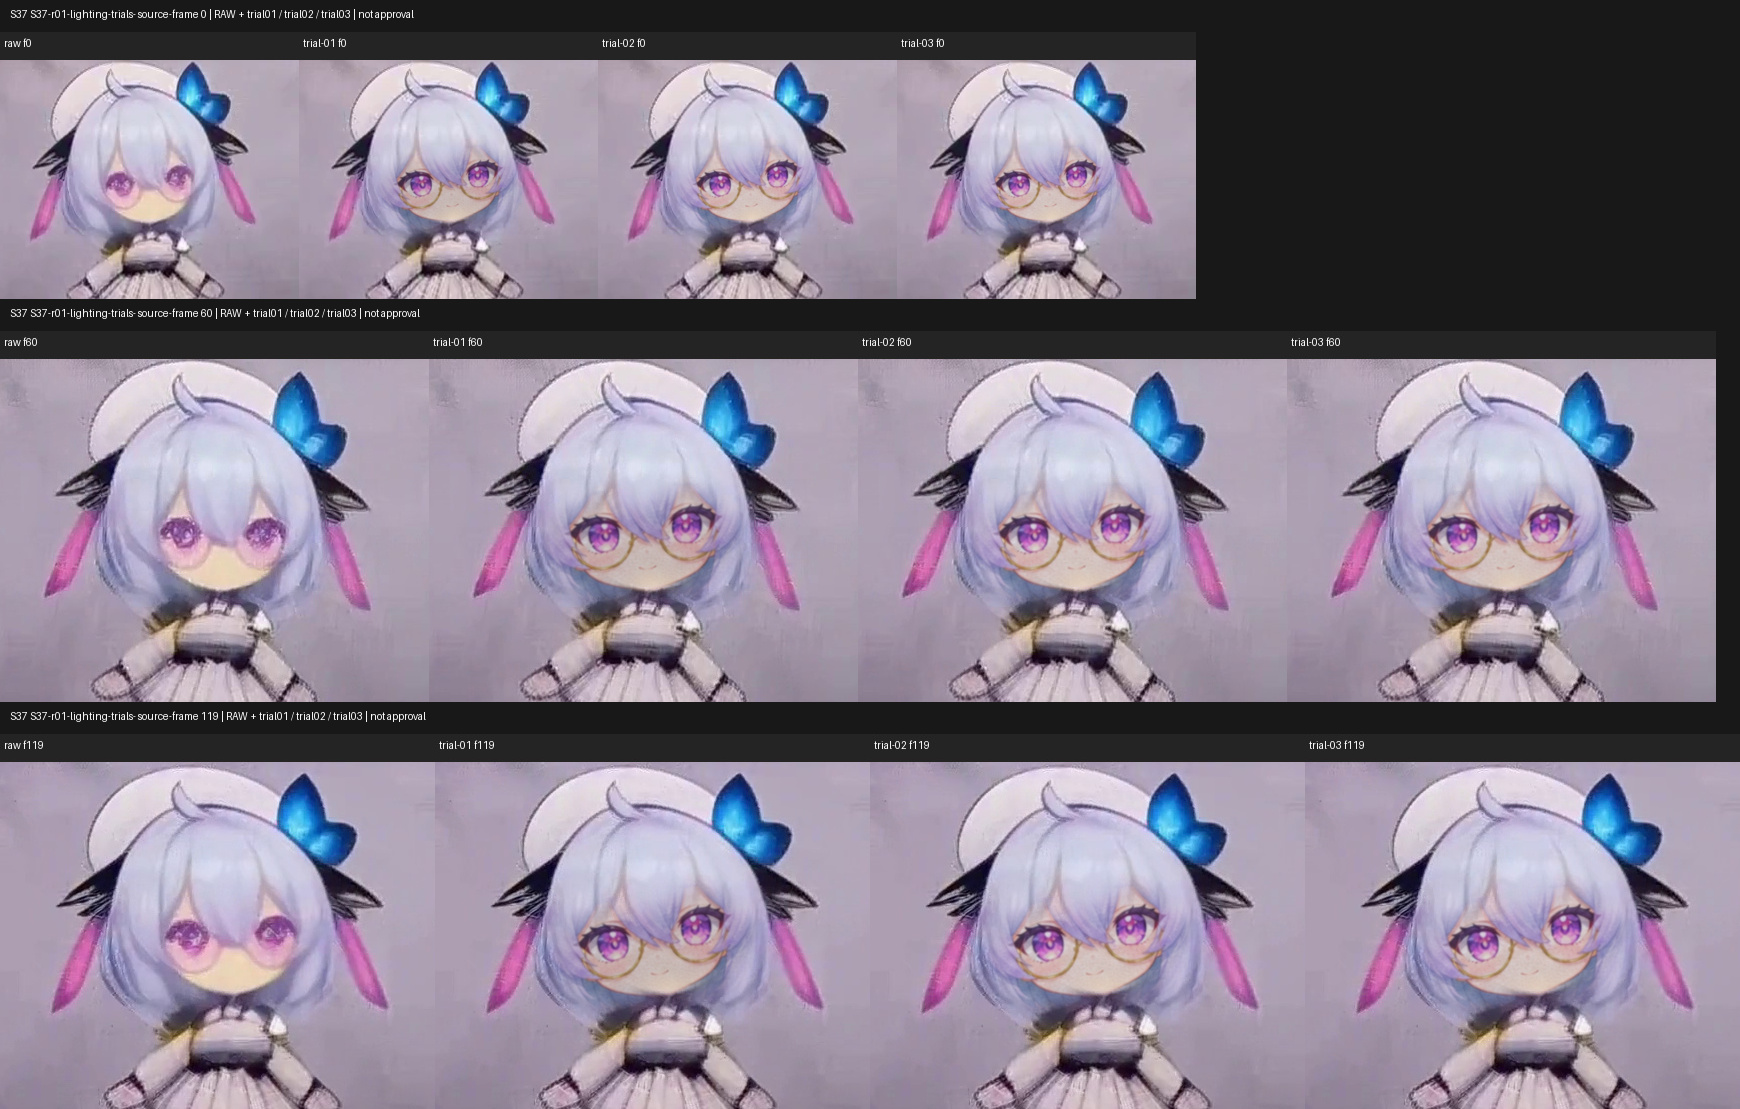 S37 S37-r01-lighting-trials-source-frame 0 | RAW + trial01 / trial02 / trial03 | not approval
raw f0 trial-01 f0 trial-02 f0 trial-03 f0
S37 S37-r01-lighting-trials-source-frame 60 | RAW + trial01 / trial02 / trial03 | not approval
raw f60 trial-01 f60 trial-02 f60 trial-03 f60
S37 S37-r01-lighting-trials-source-frame 119 | RAW + trial01 / trial02 / trial03 | not approval
raw f119 trial-01 f119 trial-02 f119 trial-03 f119